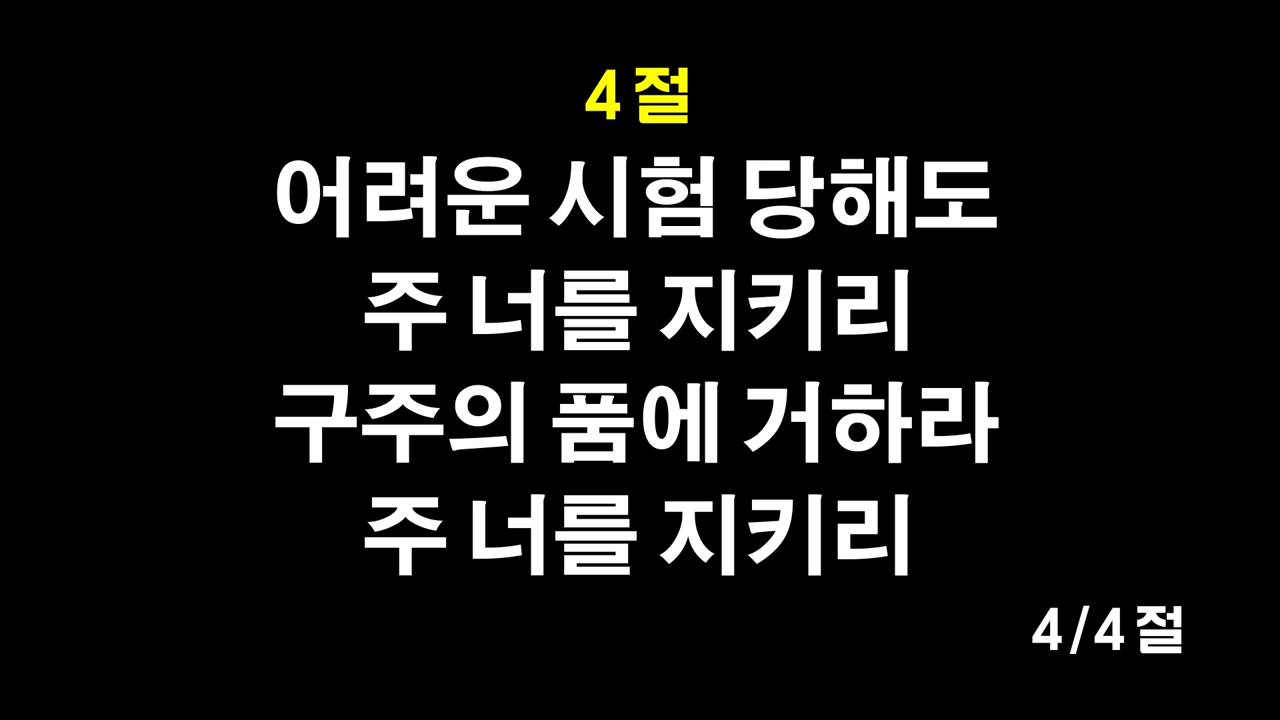 4절
어려운 시험 당해도
주 너를 지키리
구주의 품에 거하라
주 너를 지키리
4/4절